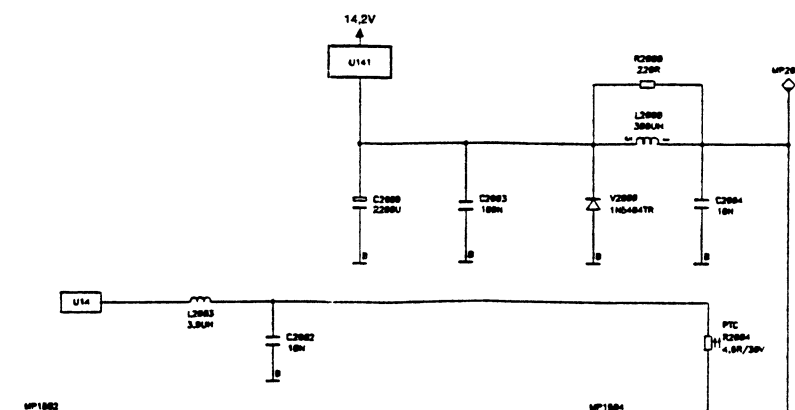 14,2V
U141
R2000
220R
MP20
L2000
300UH
C2000
2200U
C2003
100N
V2000
1N5404TR
C2004
10N
U14
L2003
3,9UH
C2002
10N
PTC
R2004
4,0R/30V
MP1002
MP1004